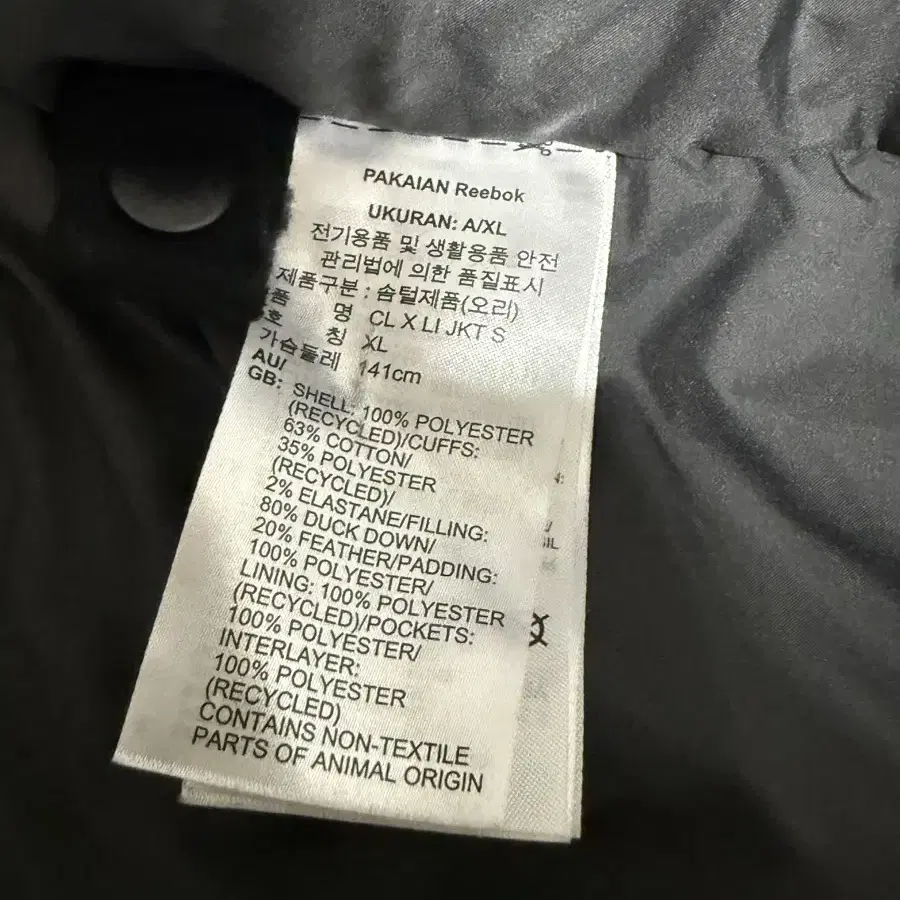 PAKAIAN Reebok
UKURAN: A/XL
전기용품 및 생활용품 안전
관리법에 의한 품질표시
제품구분 : 솜털제품(오리)
품 명 CL X LI JKT S
호 칭 XL
가슴둘레 141cm
AU/
GB: SHELL: 100% POLYESTER
(RECYCLED)/CUFFS:
63% COTTON/
35% POLYESTER
(RECYCLED)/
2% ELASTANE/FILLING:
80% DUCK DOWN/
20% FEATHER/PADDING:
100% POLYESTER/
LINING: 100% POLYESTER
(RECYCLED)/POCKETS:
100% POLYESTER/
INTERLAYER:
100% POLYESTER
(RECYCLED)
CONTAINS NON-TEXTILE
PARTS OF ANIMAL ORIGIN